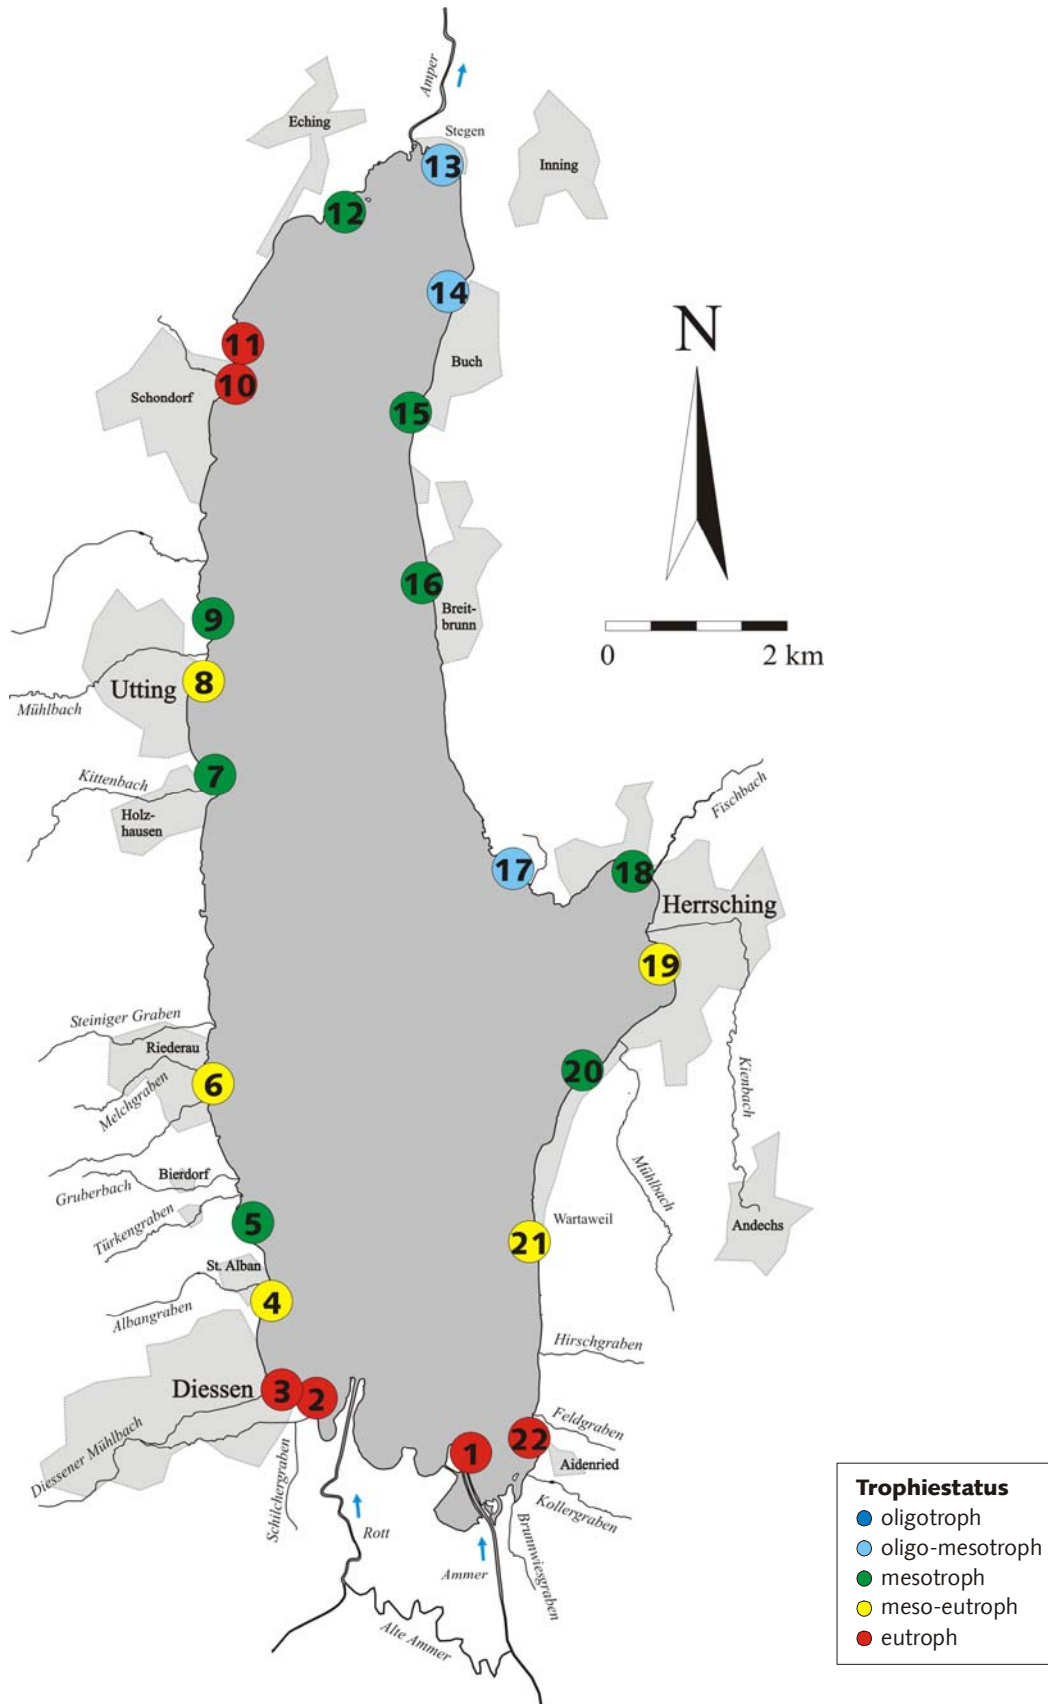 Amper
Eching
Stegen
13
Inning
12
14
N
11
Buch
10
Schondorf
15
16
Breit-
brunn
9
0
2 km
8
Utting
Mühlbach
7
Kittenbach
Holz-
hausen
Fischbach
17
18
Herrsching
19
Steiniger Graben
Riederau
20
6
Melchgraben
Kienbach
Bierdorf
Gruberbach
Mühlbach
Türkengraben
5
Wartaweil
Andechs
21
St. Alban
4
Albangraben
Hirschgraben
Diessen
3
2
Feldgraben
Diessener Mühlbach
1
22
Aidenried
Schilchergraben
Kollergraben
Rott
Brunnwiesgraben
Ammer
Alte Ammer
Trophiestatus
oligotroph
oligo-mesotroph
mesotroph
meso-eutroph
eutroph